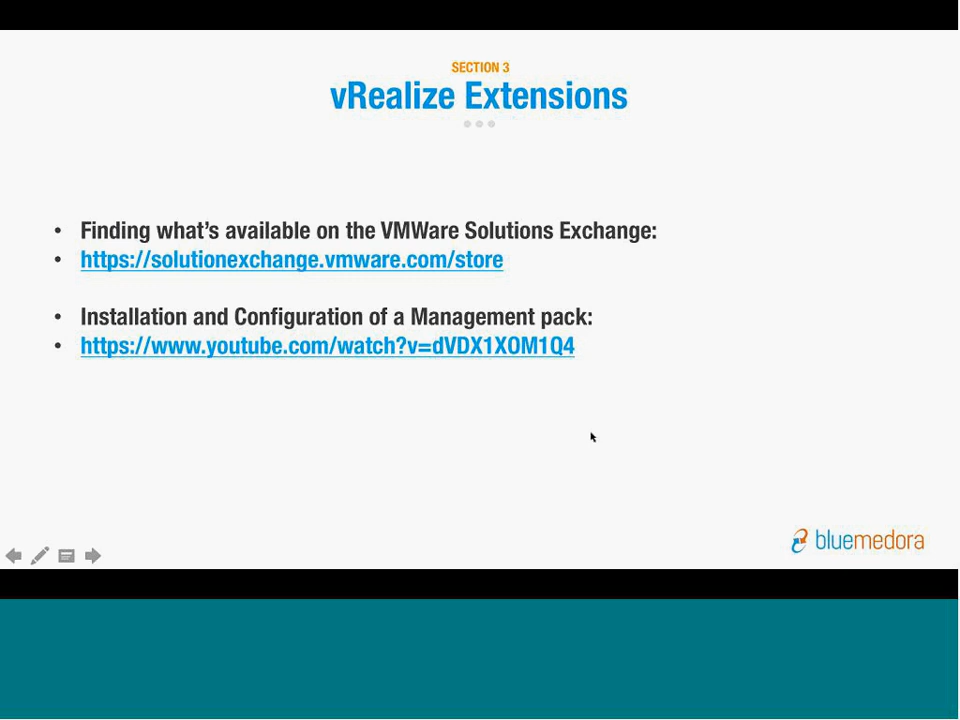 SECTION 3
vRealize Extensions
• Finding what's available on the VMWare Solutions Exchange:
• https://solutionexchange.vmware.com/store
• Installation and Configuration of a Management pack:
• https://www.youtube.com/watch?v=dVDX1XOM1Q4
bluemedora